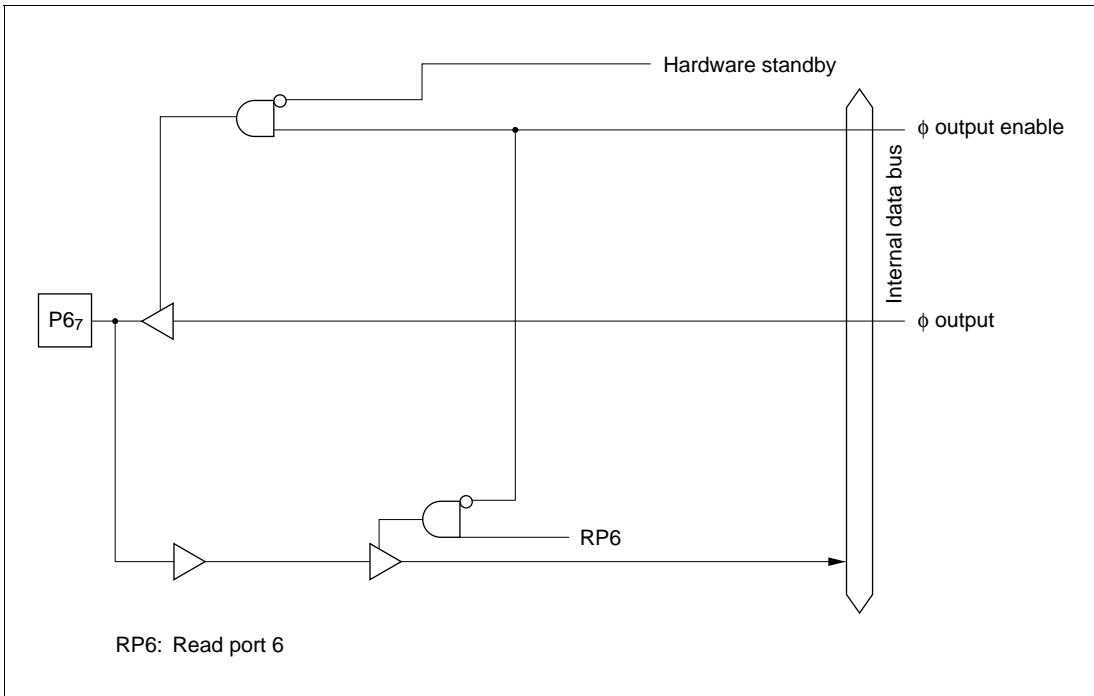 Hardware standby
ϕ output enable
Internal data bus
P6₇
ϕ output
RP6
RP6: Read port 6